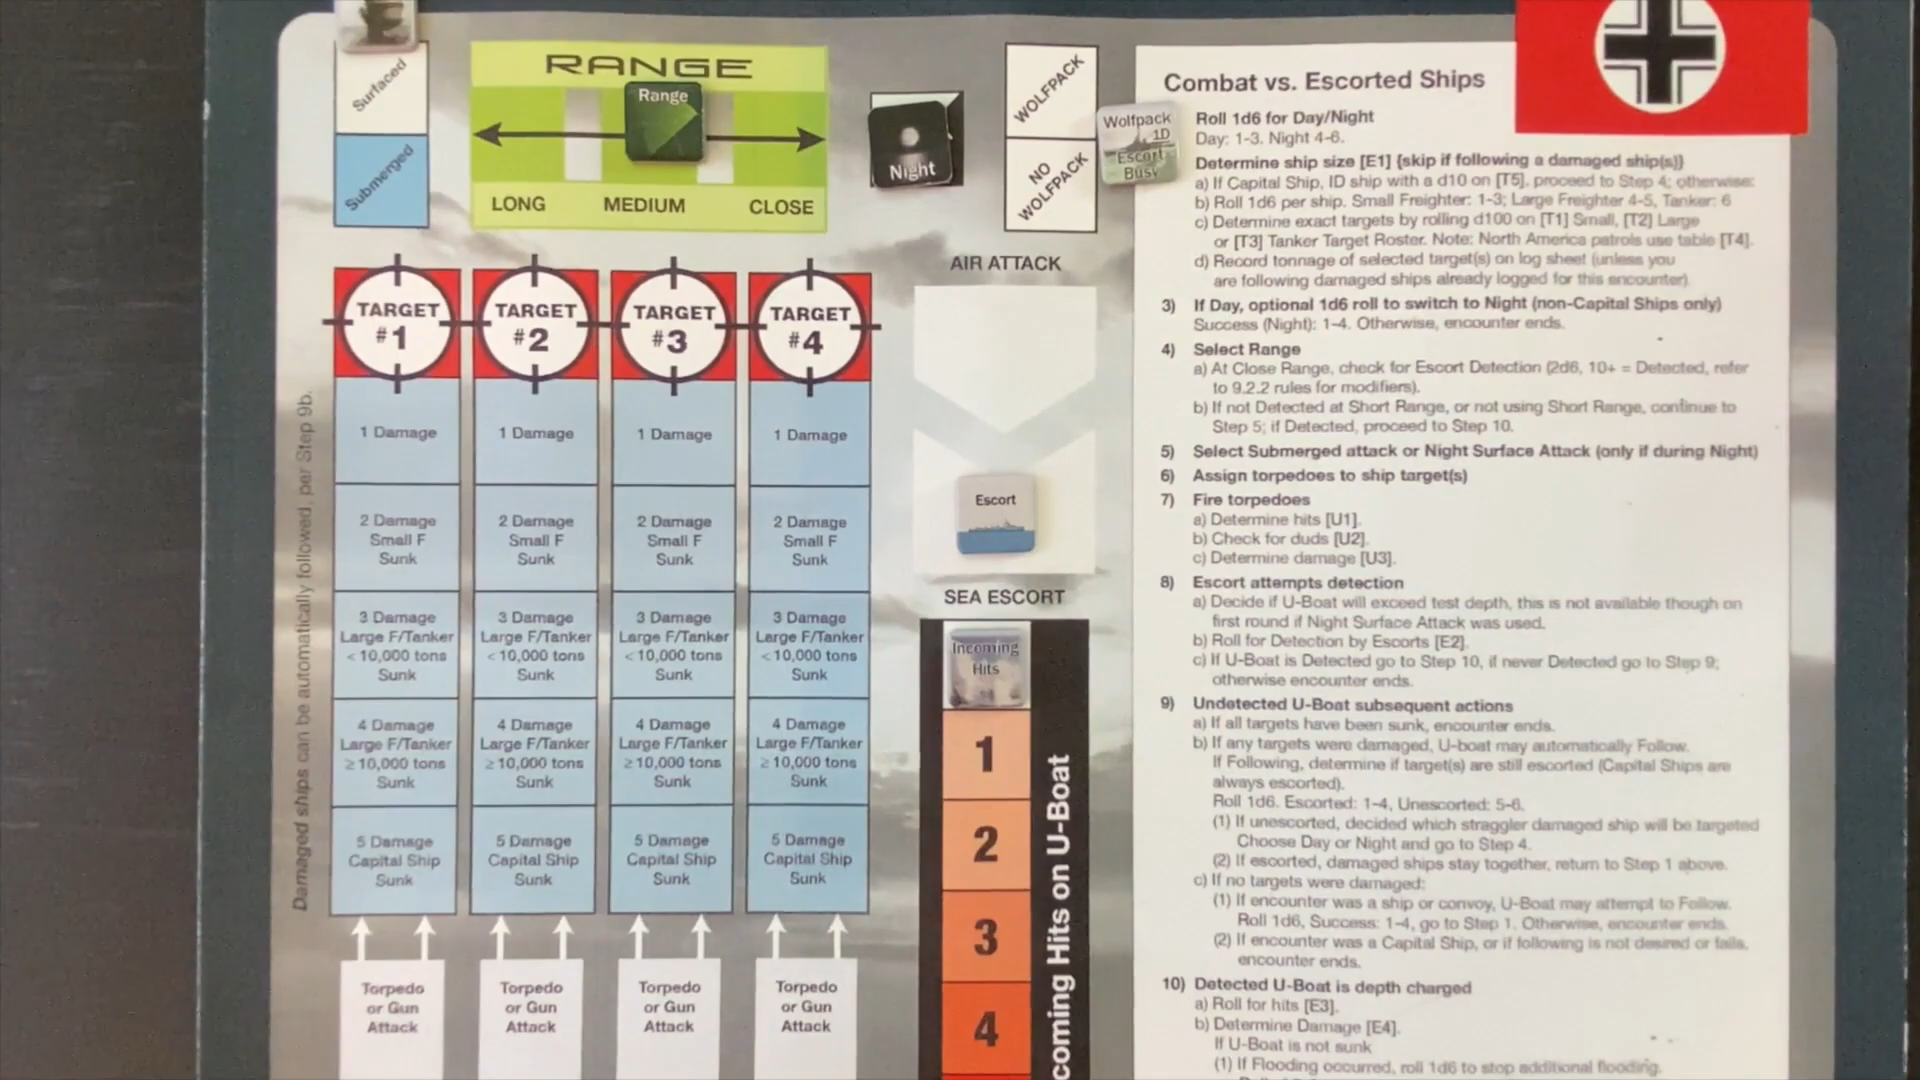 Surfaced
Submerged
RANGE
Range
LONG MEDIUM CLOSE
Night
WOLFPACK
NO WOLFPACK
Wolfpack
1D
Escort
Busy
AIR ATTACK
Escort
SEA ESCORT
Incoming
Hits
1
2
3
4
coming Hits on U-Boat
Damaged ships can be automatically followed, per Step 9b.
TARGET
#1
1 Damage
2 Damage
Small F
Sunk
3 Damage
Large F/Tanker
< 10,000 tons
Sunk
4 Damage
Large F/Tanker
≥ 10,000 tons
Sunk
5 Damage
Capital Ship
Sunk
Torpedo
or Gun
Attack
TARGET
#2
1 Damage
2 Damage
Small F
Sunk
3 Damage
Large F/Tanker
< 10,000 tons
Sunk
4 Damage
Large F/Tanker
≥ 10,000 tons
Sunk
5 Damage
Capital Ship
Sunk
Torpedo
or Gun
Attack
TARGET
#3
1 Damage
2 Damage
Small F
Sunk
3 Damage
Large F/Tanker
< 10,000 tons
Sunk
4 Damage
Large F/Tanker
≥ 10,000 tons
Sunk
5 Damage
Capital Ship
Sunk
Torpedo
or Gun
Attack
TARGET
#4
1 Damage
2 Damage
Small F
Sunk
3 Damage
Large F/Tanker
< 10,000 tons
Sunk
4 Damage
Large F/Tanker
≥ 10,000 tons
Sunk
5 Damage
Capital Ship
Sunk
Torpedo
or Gun
Attack
Combat vs. Escorted Ships
Roll 1d6 for Day/Night
Day: 1-3. Night 4-6.
Determine ship size [E1] {skip if following a damaged ship(s)}
a) If Capital Ship, ID ship with a d10 on [T5], proceed to Step 4; otherwise:
b) Roll 1d6 per ship. Small Freighter: 1-3; Large Freighter 4-5, Tanker: 6
c) Determine exact targets by rolling d100 on [T1] Small, [T2] Large
or [T3] Tanker Target Roster. Note: North America patrols use table [T4].
d) Record tonnage of selected target(s) on log sheet (unless you
are following damaged ships already logged for this encounter).
3) If Day, optional 1d6 roll to switch to Night (non-Capital Ships only)
Success (Night): 1-4. Otherwise, encounter ends.
4) Select Range
a) At Close Range, check for Escort Detection (2d6, 10+ = Detected, refer
to 9.2.2 rules for modifiers).
b) If not Detected at Short Range, or not using Short Range, continue to
Step 5; if Detected, proceed to Step 10.
5) Select Submerged attack or Night Surface Attack (only if during Night)
6) Assign torpedoes to ship target(s)
7) Fire torpedoes
a) Determine hits [U1].
b) Check for duds [U2].
c) Determine damage [U3].
8) Escort attempts detection
a) Decide if U-Boat will exceed test depth, this is not available though on
first round if Night Surface Attack was used.
b) Roll for Detection by Escorts [E2].
c) If U-Boat is Detected go to Step 10, if never Detected go to Step 9;
otherwise encounter ends.
9) Undetected U-Boat subsequent actions
a) If all targets have been sunk, encounter ends.
b) If any targets were damaged, U-boat may automatically Follow.
If Following, determine if target(s) are still escorted (Capital Ships are
always escorted).
Roll 1d6. Escorted: 1-4, Unescorted: 5-6.
(1) If unescorted, decided which straggler damaged ship will be targeted
Choose Day or Night and go to Step 4.
(2) If escorted, damaged ships stay together, return to Step 1 above.
c) If no targets were damaged:
(1) If encounter was a ship or convoy, U-Boat may attempt to Follow.
Roll 1d6, Success: 1-4, go to Step 1. Otherwise, encounter ends.
(2) If encounter was a Capital Ship, or if following is not desired or fails,
encounter ends.
10) Detected U-Boat is depth charged
a) Roll for hits [E3].
b) Determine Damage [E4].
If U-Boat is not sunk
(1) If Flooding occurred, roll 1d6 to stop additional flooding.